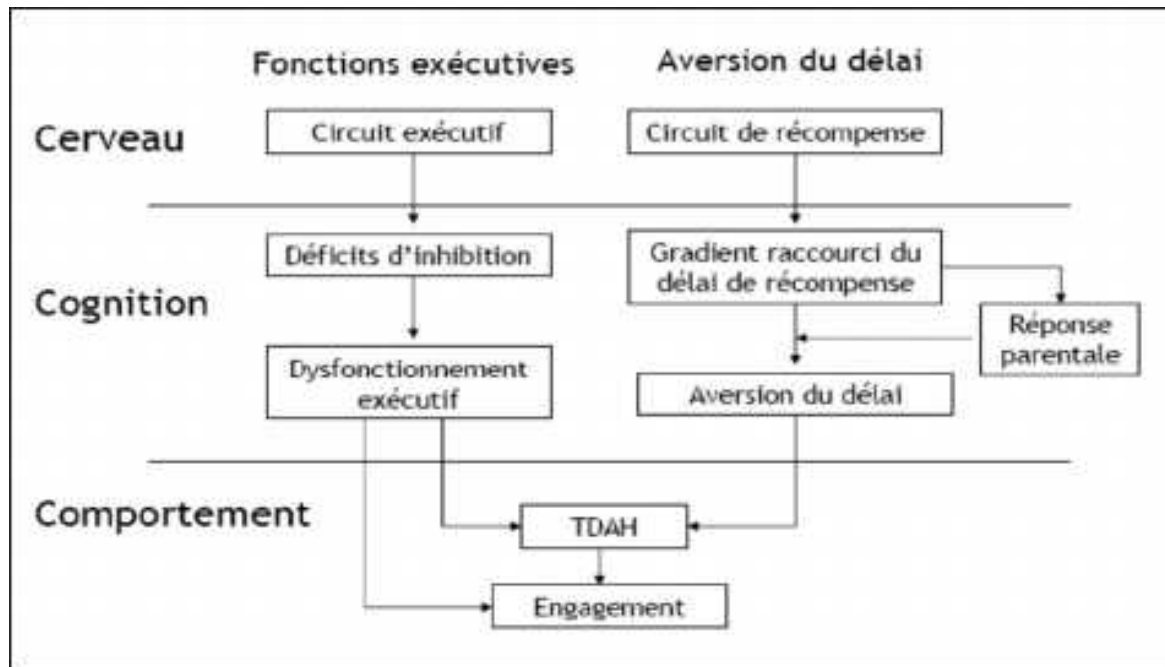 Fonctions exécutives
Aversion du délai
Cerveau
Circuit exécutif
Circuit de récompense
Cognition
Déficits d'inhibition
Gradient raccourci du
délai de récompense
Réponse
parentale
Dysfonctionnement
exécutif
Aversion du délai
Comportement
TDAH
Engagement